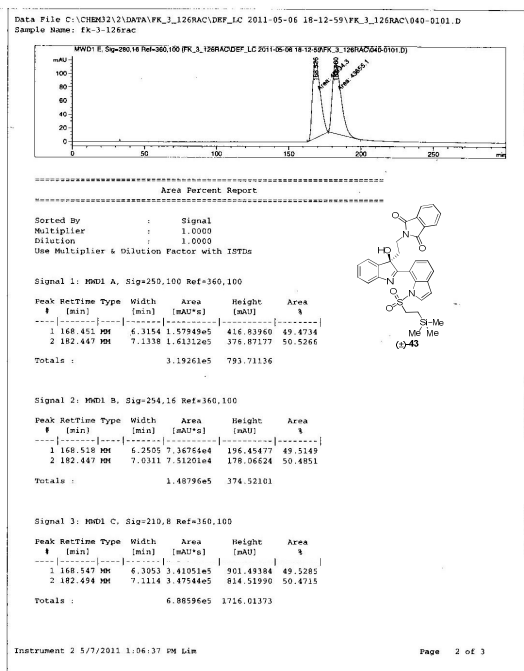 Data File C:\CHEM32\2\DATA\FK_3_126RAC\DEF_LC 2011-05-06 18-12-59\FK_3_126RAC\040-0101.D
Sample Name: fk-3-126rac
MWD1 E, Sig=280,16 Ref=360,100 (FK_3_126RAC\DEF_LC 2011-05-06 18-12-59\FK_3_126RAC\040-0101.D)
mAU
100
80
60
40
20
0
0 50 100 150 200 250 min
Area Percent Report
Sorted By : Signal
Multiplier : 1.0000
Dilution : 1.0000
Use Multiplier & Dilution Factor with ISTDs
O
N
O
HO
N
N
O
S
O
Si-Me
Me Me
(±)-43
Signal 1: MWD1 A, Sig=250,100 Ref=360,100
Peak RetTime Type Width Area Height Area
# [min] [min] [mAU*s] [mAU] %
1 168.451 MM 6.3154 1.57949e5 416.83960 49.4734
2 182.447 MM 7.1338 1.61312e5 376.87177 50.5266
Totals : 3.19261e5 793.71136
Signal 2: MWD1 B, Sig=254,16 Ref=360,100
Peak RetTime Type Width Area Height Area
# [min] [min] [mAU*s] [mAU] %
1 168.518 MM 6.2505 7.36764e4 196.45477 49.5149
2 182.447 MM 7.0311 7.51201e4 178.06624 50.4851
Totals : 1.48796e5 374.52101
Signal 3: MWD1 C, Sig=210,8 Ref=360,100
Peak RetTime Type Width Area Height Area
# [min] [min] [mAU*s] [mAU] %
1 168.547 MM 6.3053 3.41051e5 901.49384 49.5285
2 182.494 MM 7.1114 3.47544e5 814.51990 50.4715
Totals : 6.88596e5 1716.01373
Instrument 2 5/7/2011 1:06:37 PM Lim Page 2 of 3